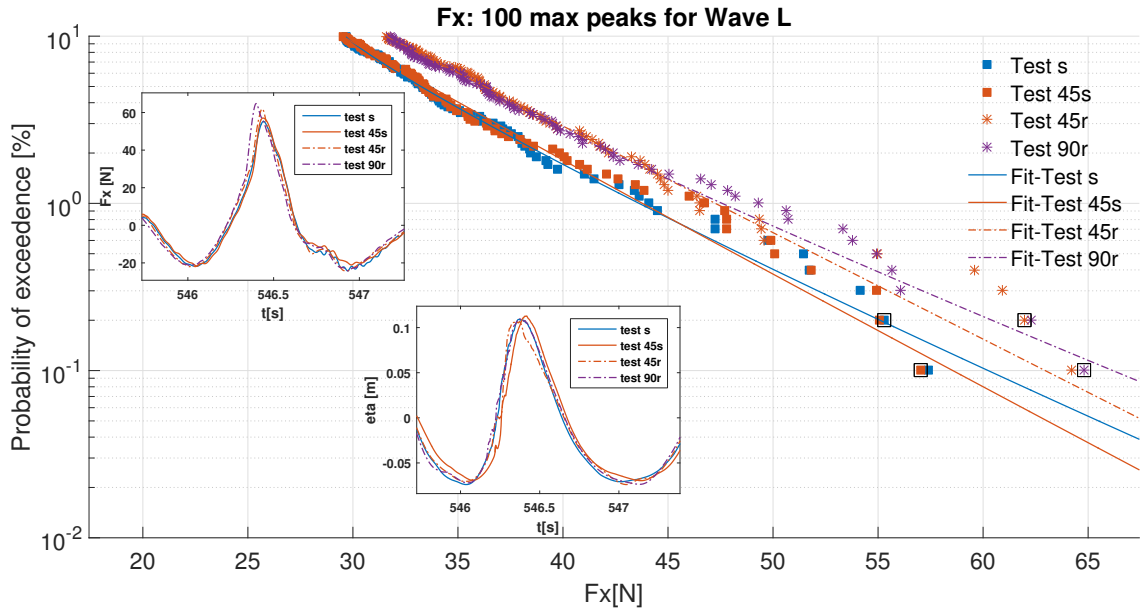 Fx: 100 max peaks for Wave L
Probability of exceedence [%]
10^1
10^0
10^-1
10^-2
20 25 30 35 40 45 50 55 60 65
Fx[N]
Test s
Test 45s
Test 45r
Test 90r
Fit-Test s
Fit-Test 45s
Fit-Test 45r
Fit-Test 90r
Fx [N]
60
40
20
0
-20
546 546.5 547
t[s]
test s
test 45s
test 45r
test 90r
eta [m]
0.1
0.05
0
-0.05
546 546.5 547
t[s]
test s
test 45s
test 45r
test 90r